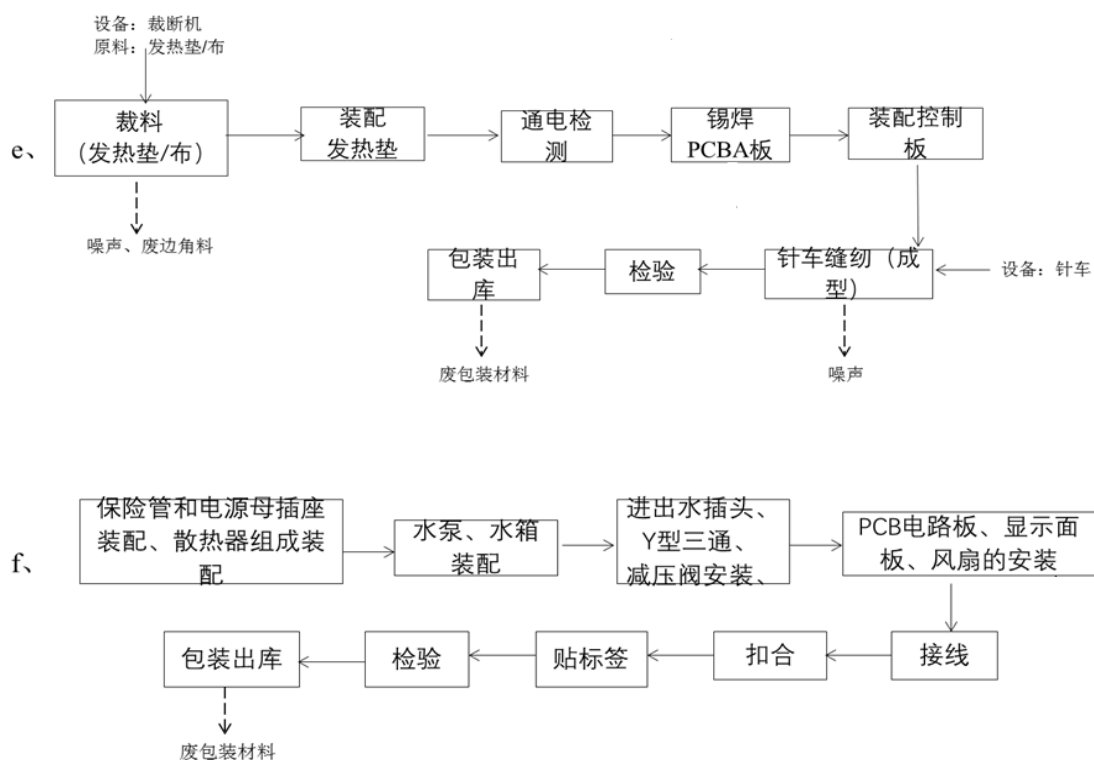 设备：裁断机
原料：发热垫/布
e、
裁料
（发热垫/布）
装配
发热垫
通电检
测
锡焊
PCBA板
装配控制
板
噪声、废边角料
包装出
库
检验
针车缝纫（成
型）
设备：针车
废包装材料
噪声
f、
保险管和电源母插座
装配、散热器组成装
配
水泵、水箱
装配
进出水插头、
Y型三通、
减压阀安装、
PCB电路板、显示面
板、风扇的安装
包装出库
检验
贴标签
扣合
接线
废包装材料